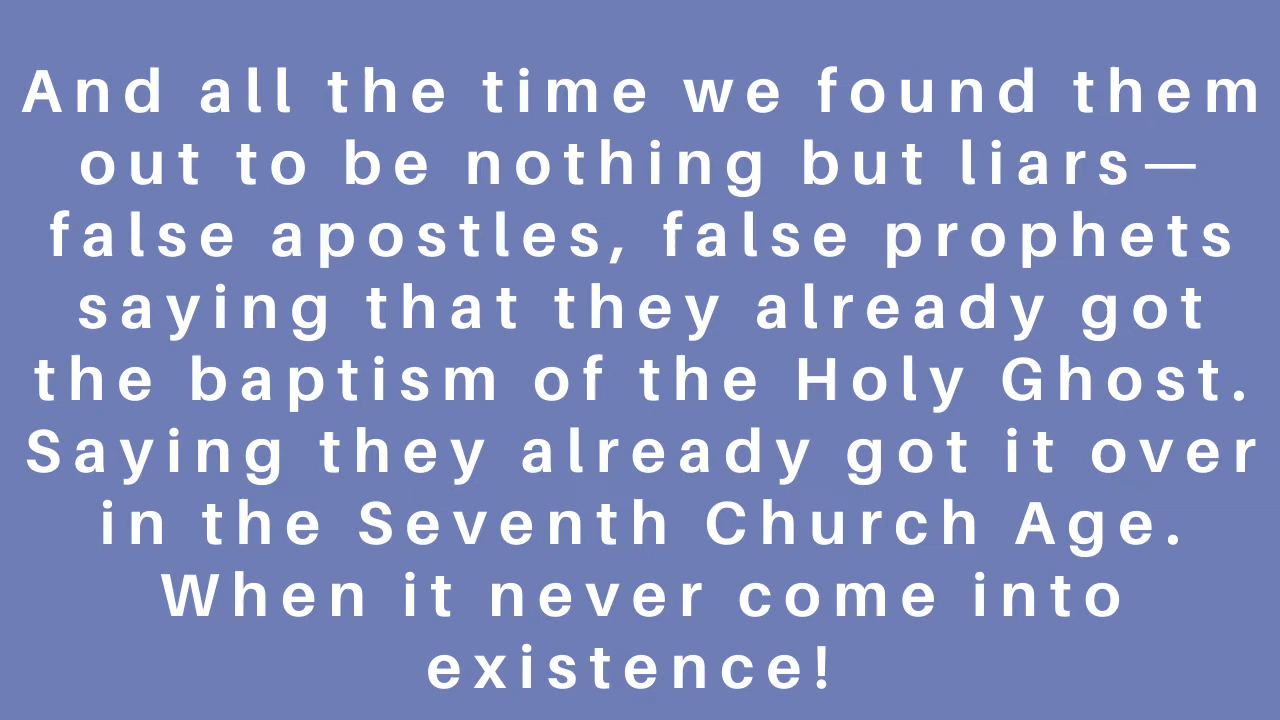 And all the time we found them
out to be nothing but liars—
false apostles, false prophets
saying that they already got
the baptism of the Holy Ghost.
Saying they already got it over
in the Seventh Church Age.
When it never come into
existence!